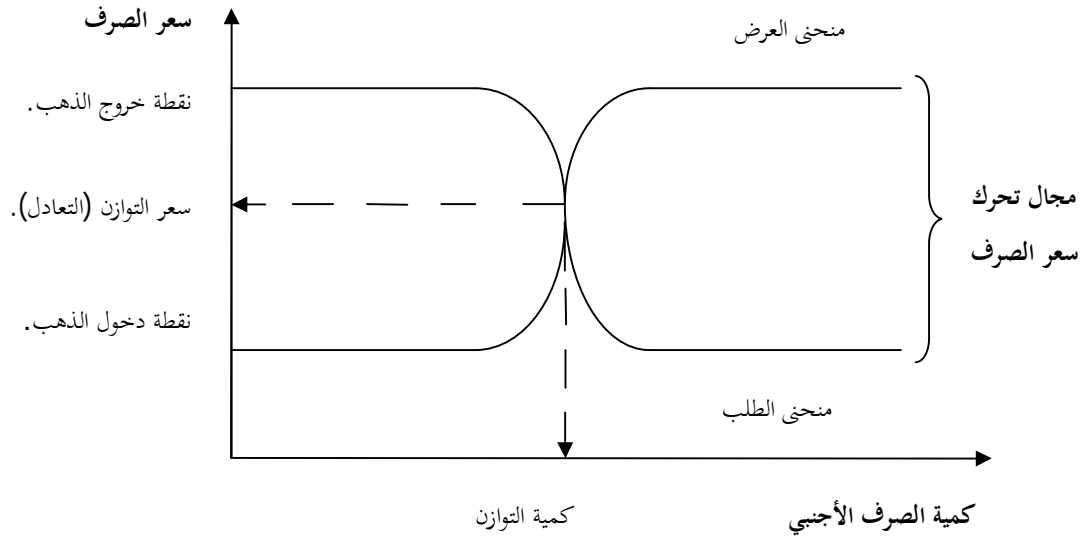 سعر الصرف
منحنى العرض
نقطة خروج الذهب.
سعر التوازن (التعادل).
مجال تحرك
سعر الصرف
نقطة دخول الذهب.
منحنى الطلب
كمية التوازن
كمية الصرف الأجنبي